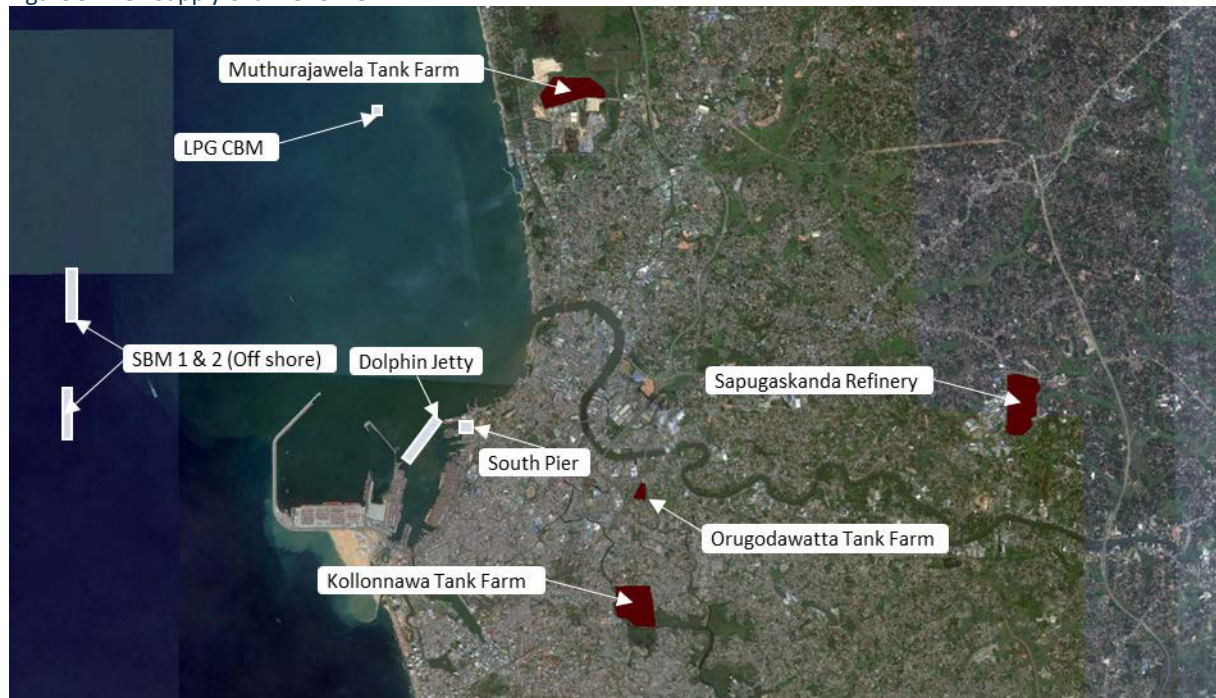 Muthurajawela Tank Farm
LPG CBM
SBM 1 & 2 (Off shore)
Dolphin Jetty
Sapugaskanda Refinery
South Pier
Orugodawatta Tank Farm
Kollonnawa Tank Farm